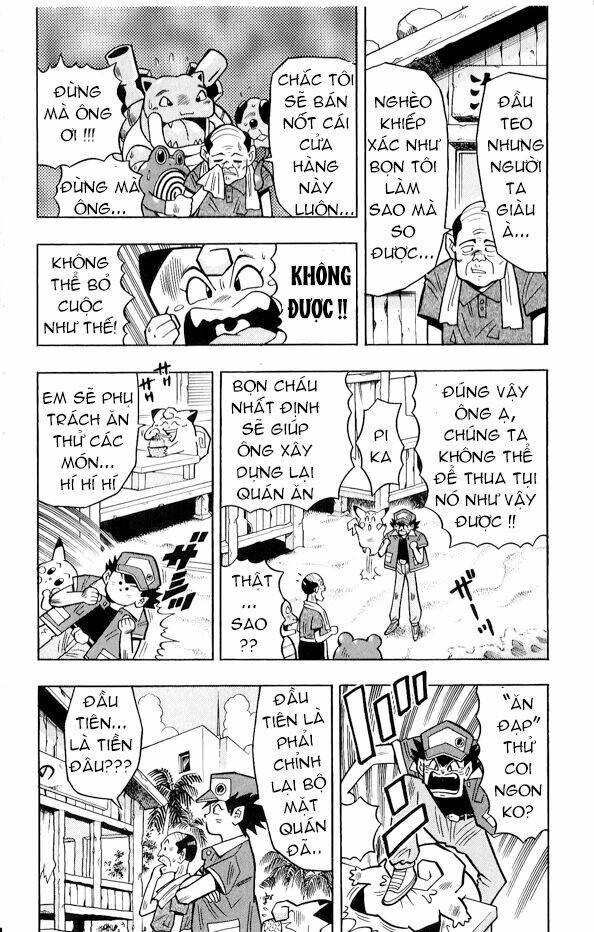 ĐẦU TEO
NHƯNG
NGƯỜI
TA
GIÀU
À...
NGHÈO
KHIẾP
XÁC NHƯ
BỌN TÔI
LÀM
SAO MÀ
SO
ĐƯỢC...
CHẮC TÔI
SẼ BÁN
NỐT CÁI
CỬA
HÀNG
NÀY
LUÔN...
ĐỪNG
MÀ ÔNG
ƠI !!!
ĐỪNG MÀ
ÔNG...
KHÔNG
ĐƯỢC !!
KHÔNG
THỂ BỎ
CUỘC
NHƯ THẾ!
ĐÚNG VẬY
ÔNG Ạ,
CHÚNG TA
KHÔNG THỂ
ĐỂ THUA TỤI
NÓ NHƯ VẬY
ĐƯỢC !!
PI
KA
BỌN CHÁU
NHẤT ĐỊNH
SẼ GIÚP
ÔNG XÂY
DỰNG LẠI
QUÁN ĂN
THẬT
...
SAO
??
EM SẼ PHỤ
TRÁCH ĂN
THỬ CÁC
MÓN...
HÍ HÍ HÍ
"ĂN
ĐẠP"
THỬ
COI
NGON
KO?
ĐẦU
TIÊN LÀ
PHẢI
CHỈNH
LẠI BỘ
MẶT
QUÁN
ĐÃ..
ĐẦU
TIÊN...
LÀ TIỀN
ĐÂU???
の